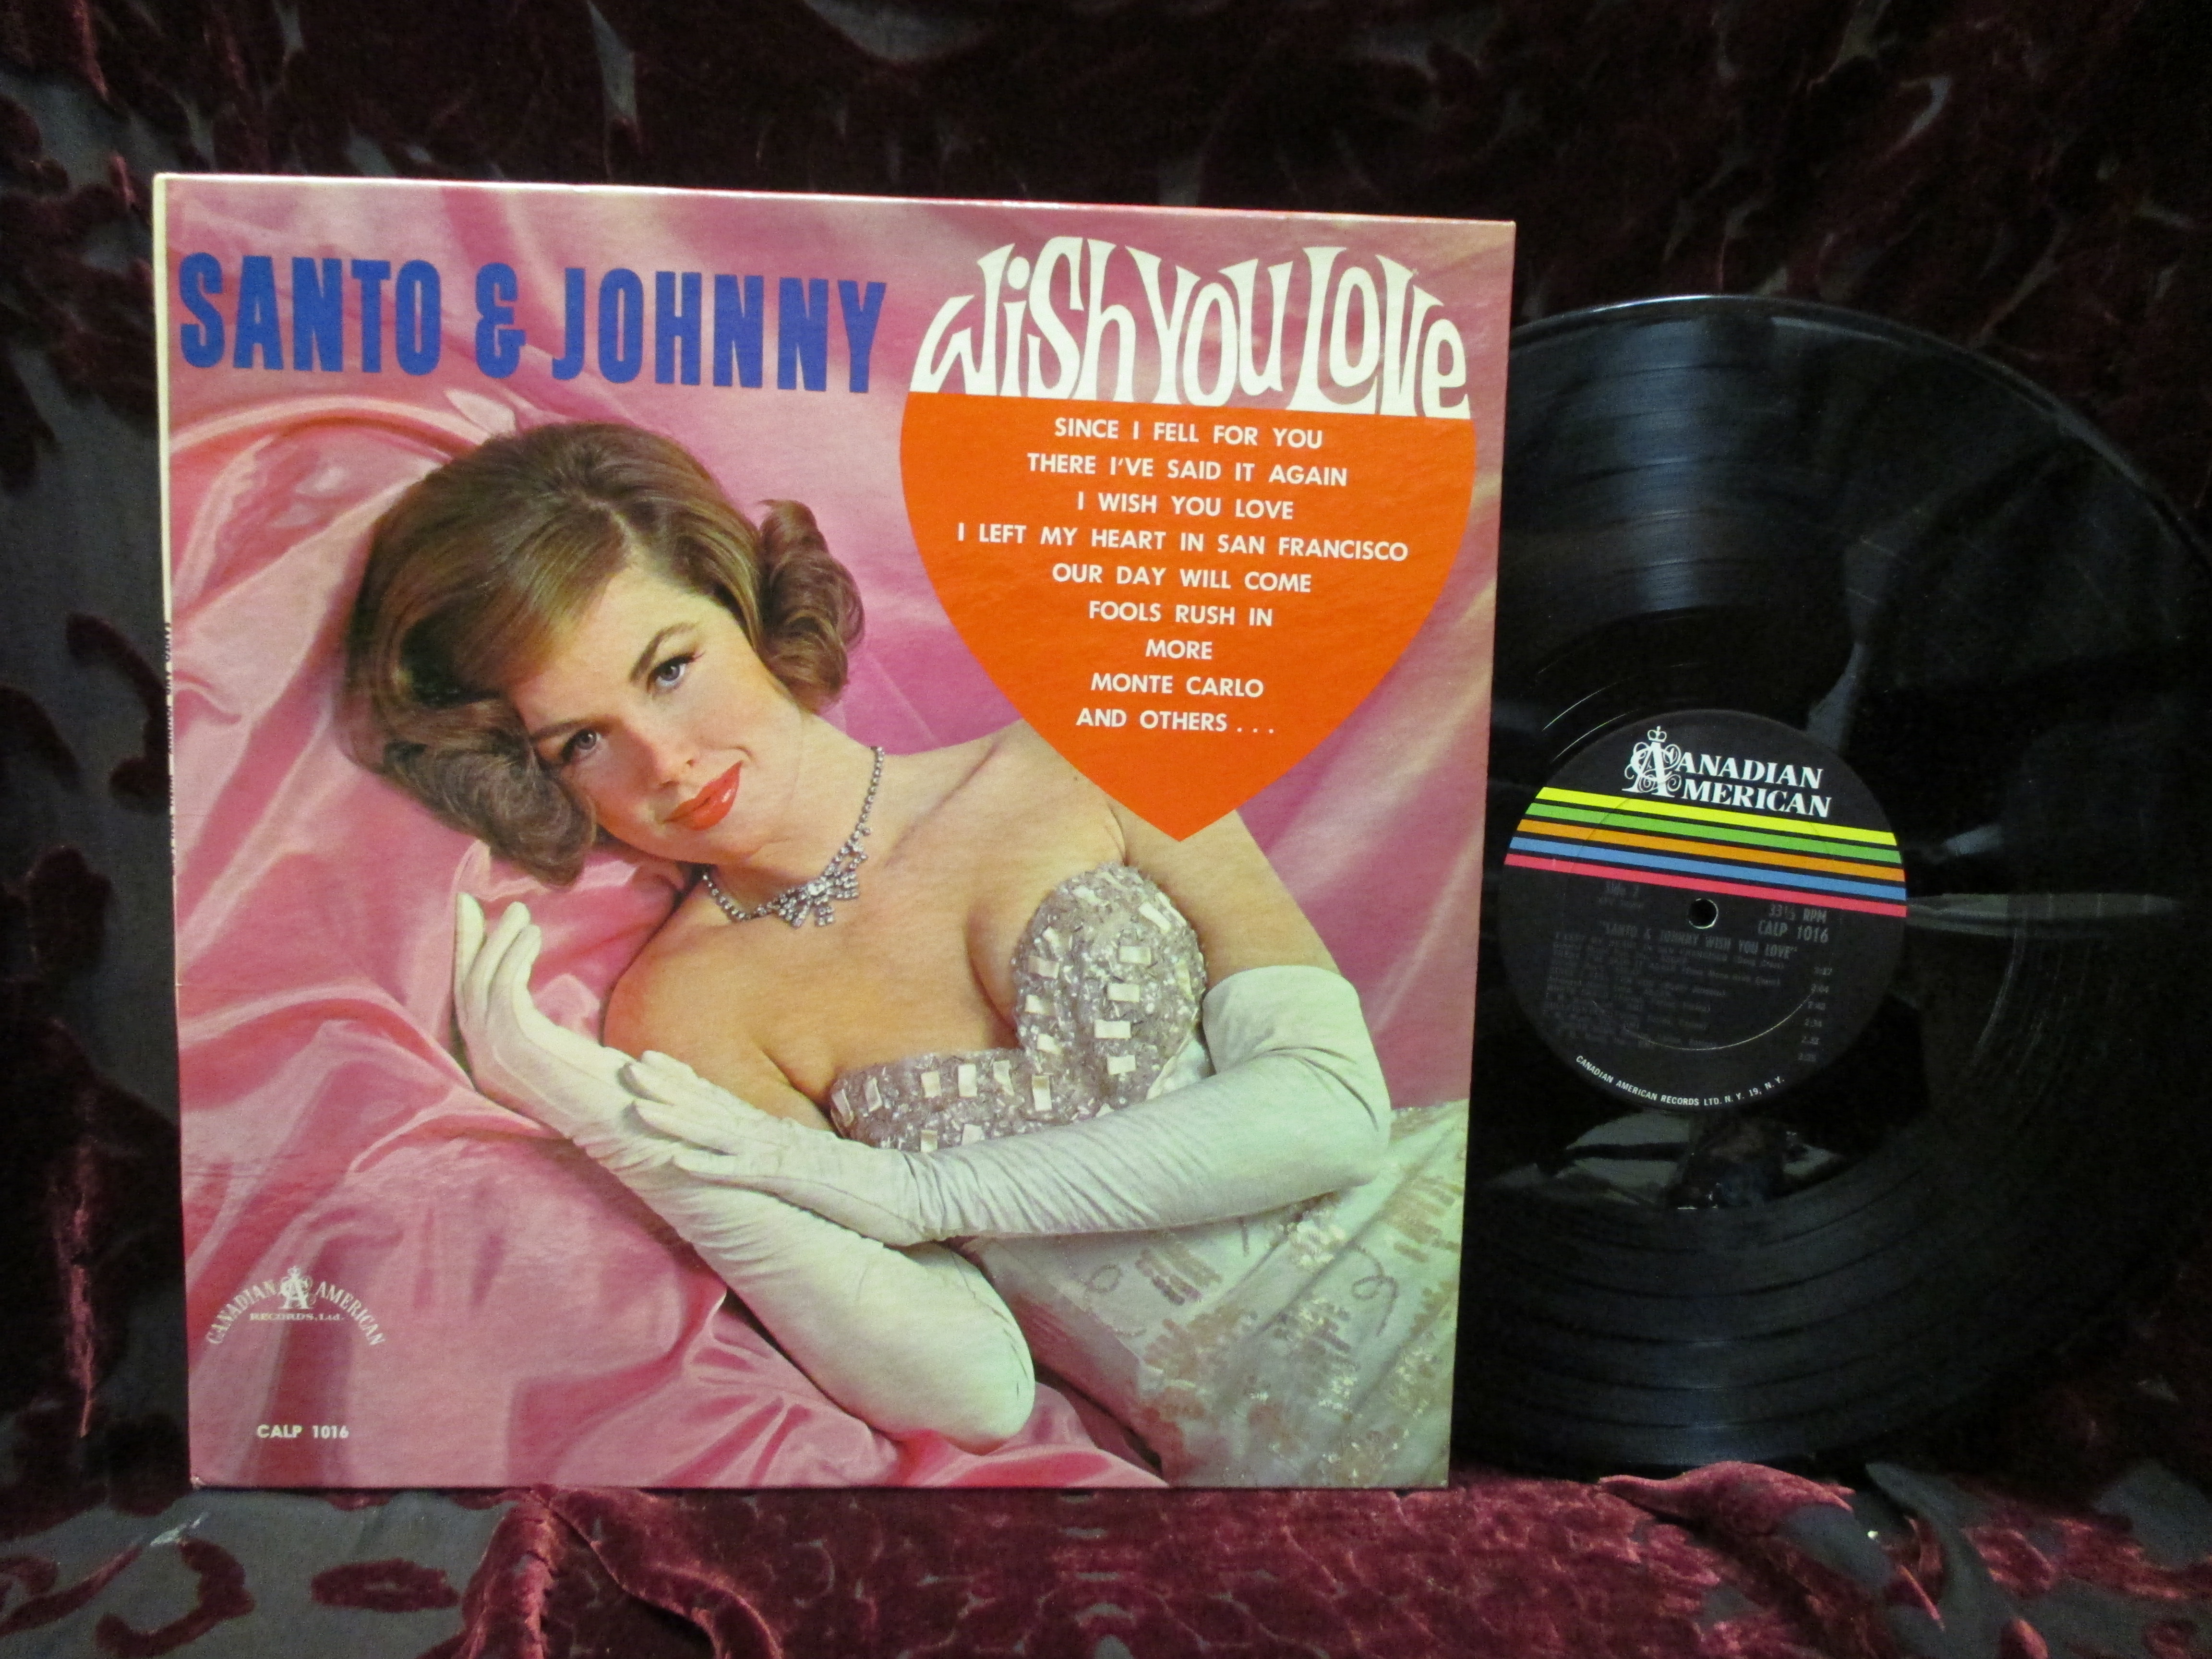 SANTO & JOHNNY
WiSh YOU LOVe
SINCE I FELL FOR YOU
THERE I'VE SAID IT AGAIN
I WISH YOU LOVE
I LEFT MY HEART IN SAN FRANCISCO
OUR DAY WILL COME
FOOLS RUSH IN
MORE
MONTE CARLO
AND OTHERS...
CANADIAN AMERICAN
RECORDS, Ltd.
CALP 1016
CANADIAN
AMERICAN
33⅓ RPM
CALP 1016
"SANTO & JOHNNY WISH YOU LOVE"
CANADIAN AMERICAN RECORDS LTD. N. Y. 19, N. Y.